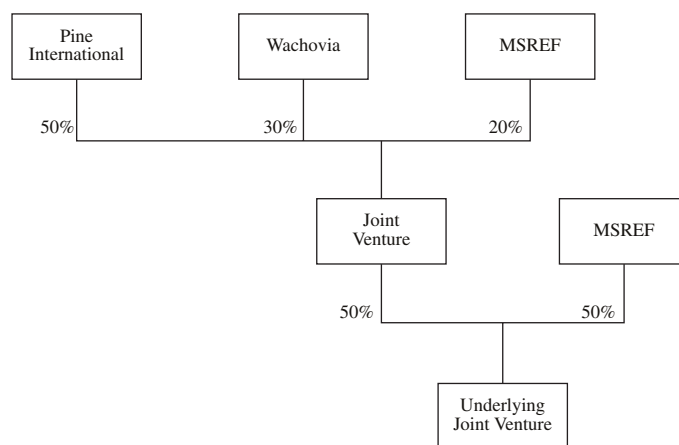 Pine
International
Wachovia
MSREF
50%
30%
20%
Joint
Venture
MSREF
50%
50%
Underlying
Joint Venture